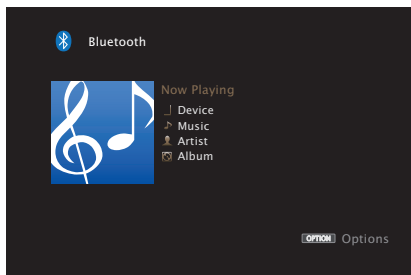 Bluetooth
Now Playing
Device
Music
Artist
Album
OPTION Options